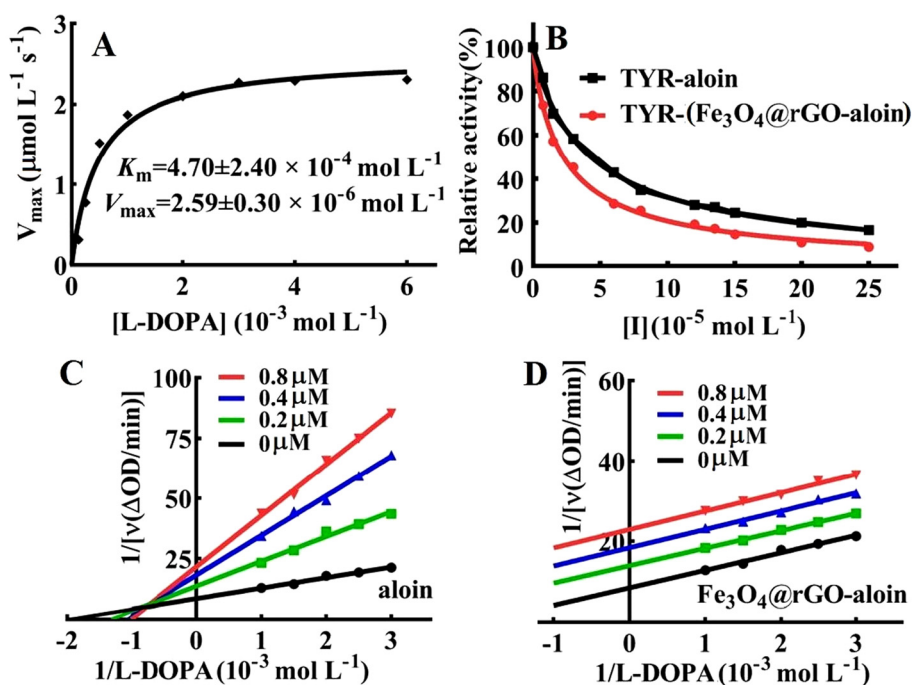 A
V_max (μmol L⁻¹ s⁻¹)
3
2
1
0
K_m=4.70±2.40 × 10⁻⁴ mol L⁻¹
V_max=2.59±0.30 × 10⁻⁶ mol L⁻¹
0 2 4 6
[L-DOPA] (10⁻³ mol L⁻¹)
B
Relative activity(%)
100
80
60
40
20
0
TYR-aloin
TYR-(Fe₃O₄@rGO-aloin)
0 5 10 15 20 25
[I](10⁻⁵ mol L⁻¹)
C
1/[ν(ΔOD/min)]
100
75
50
25
0.8 μM
0.4 μM
0.2 μM
0 μM
aloin
-2 -1 0 1 2 3
1/L-DOPA (10⁻³ mol L⁻¹)
D
1/[ν(ΔOD/min)]
60
40
20
0.8 μM
0.4 μM
0.2 μM
0 μM
Fe₃O₄@rGO-aloin
-1 0 1 2 3
1/L-DOPA (10⁻³ mol L⁻¹)